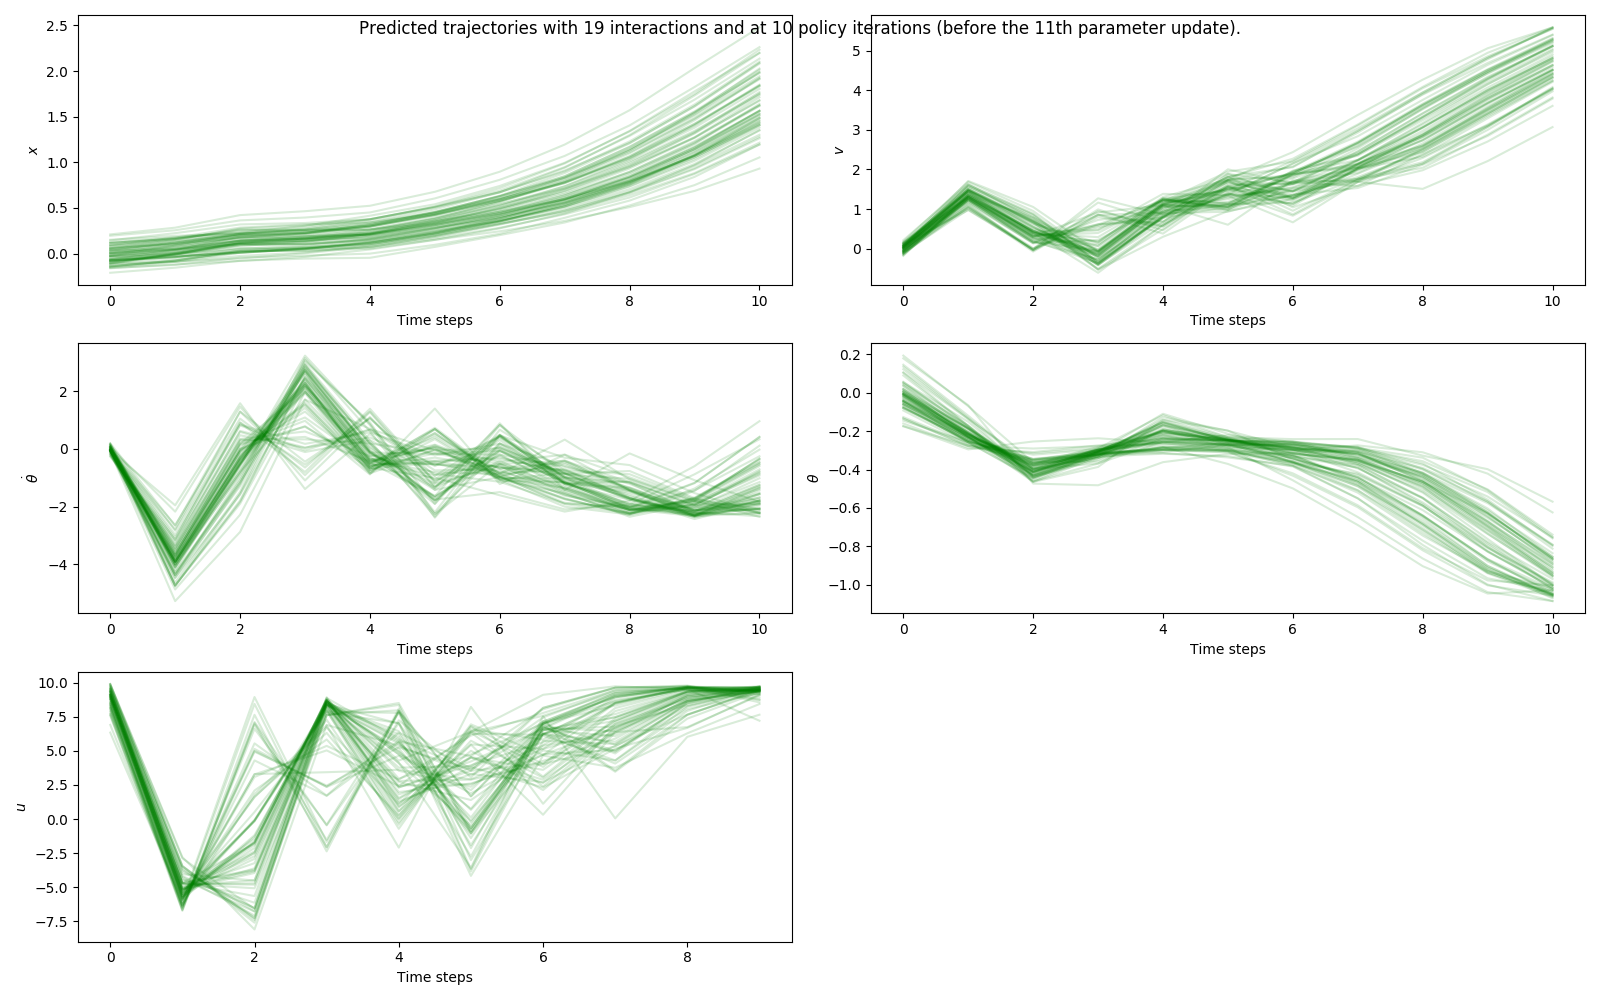 Predicted trajectories with 19 interactions and at 10 policy iterations (before the 11th parameter update).
2.5
2.0
1.5
1.0
0.5
0.0
x
0 2 4 6 8 10
Time steps
5
4
3
2
1
0
v
0 2 4 6 8 10
Time steps
2
0
−2
−4
θ̇
0 2 4 6 8 10
Time steps
0.2
0.0
−0.2
−0.4
−0.6
−0.8
−1.0
θ
0 2 4 6 8 10
Time steps
10.0
7.5
5.0
2.5
0.0
−2.5
−5.0
−7.5
u
0 2 4 6 8
Time steps